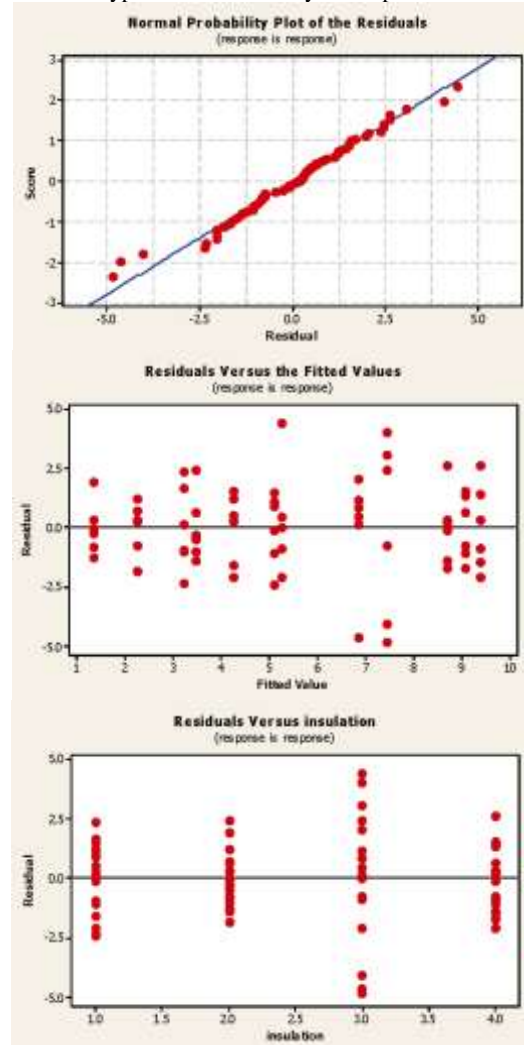 Normal Probability Plot of the Residuals
(response is response)
3
2
1
0
-1
-2
-3
Score
-5.0 -2.5 0.0 2.5 5.0
Residual
Residuals Versus the Fitted Values
(response is response)
5.0
2.5
0.0
-2.5
-5.0
Residual
1 2 3 4 5 6 7 8 9 10
Fitted Value
Residuals Versus insulation
(response is response)
5.0
2.5
0.0
-2.5
-5.0
Residual
1.0 1.5 2.0 2.5 3.0 3.5 4.0
insulation